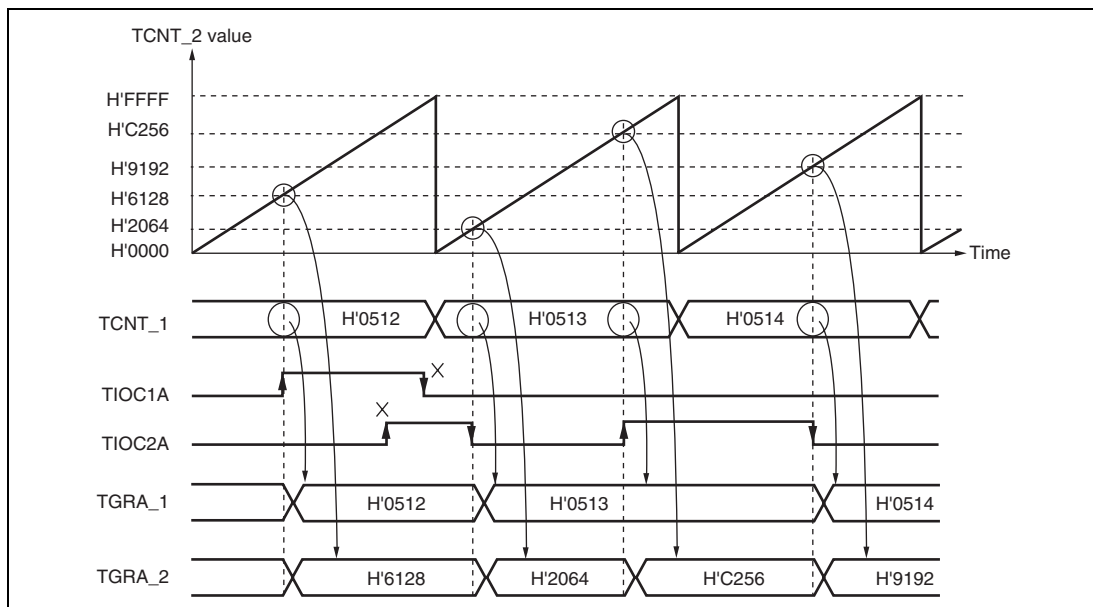 TCNT_2 value
H'FFFF
H'C256
H'9192
H'6128
H'2064
H'0000
Time
TCNT_1 H'0512 H'0513 H'0514
TIOC1A
TIOC2A
TGRA_1 H'0512 H'0513 H'0514
TGRA_2 H'6128 H'2064 H'C256 H'9192